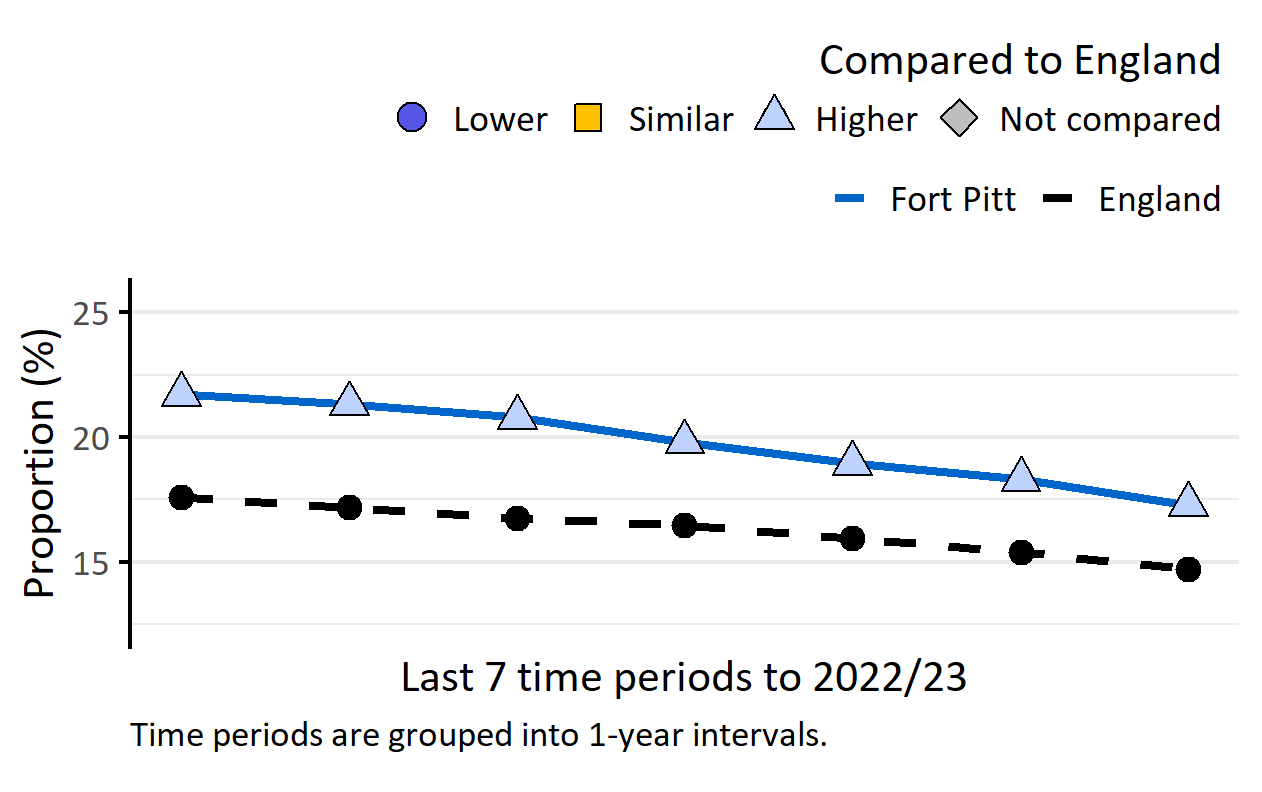 Compared to England
Lower Similar Higher Not compared
Fort Pitt England
Proportion (%)
25
20
15
Last 7 time periods to 2022/23
Time periods are grouped into 1-year intervals.